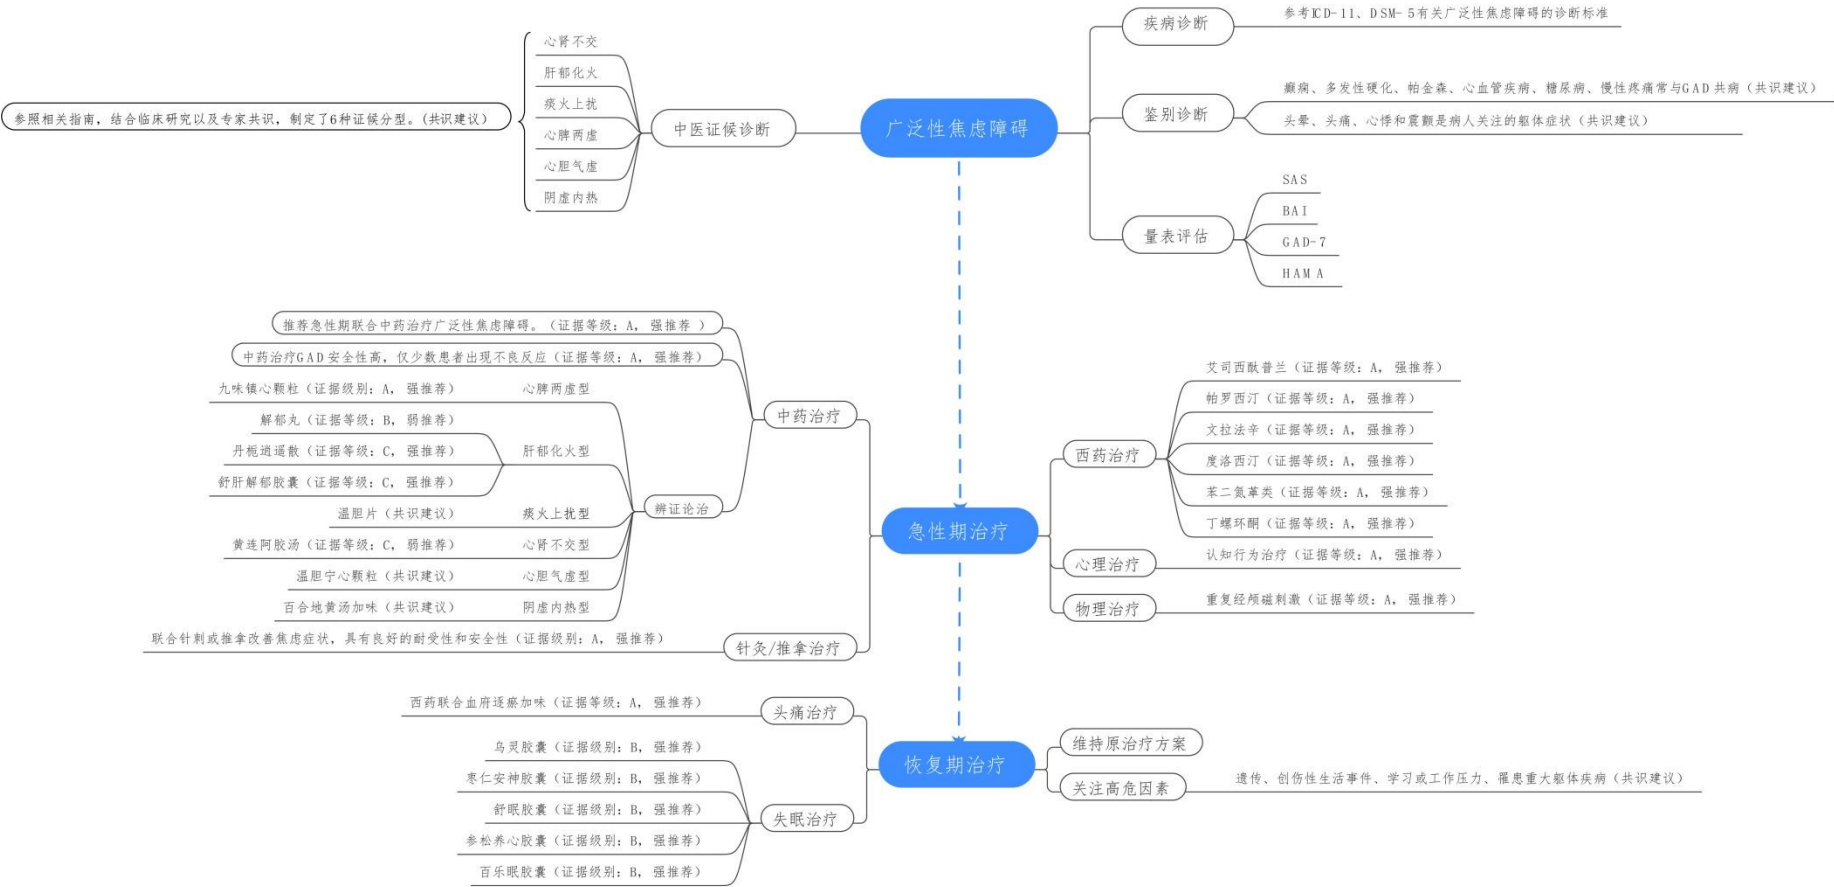 广泛性焦虑障碍
中医证候诊断
心肾不交
肝郁化火
痰火上扰
心脾两虚
心胆气虚
阴虚内热
参照相关指南，结合临床研究以及专家共识，制定了6种证候分型。(共识建议）
疾病诊断
参考ICD-11、DSM-5有关广泛性焦虑障碍的诊断标准
鉴别诊断
癫痫、多发性硬化、帕金森、心血管疾病、糖尿病、慢性疼痛常与GAD共病（共识建议）
头晕、头痛、心悸和震颤是病人关注的躯体症状（共识建议）
量表评估
SAS
BAI
GAD-7
HAMA
急性期治疗
中药治疗
推荐急性期联合中药治疗广泛性焦虑障碍。（证据等级：A，强推荐 ）
中药治疗GAD安全性高，仅少数患者出现不良反应（证据等级：A，强推荐）
辨证论治
九味镇心颗粒（证据级别：A，强推荐） 心脾两虚型
解郁丸（证据等级：B，弱推荐）
丹栀逍遥散（证据等级：C，强推荐） 肝郁化火型
舒肝解郁胶囊（证据等级：C，强推荐）
温胆片（共识建议） 痰火上扰型
黄连阿胶汤（证据等级：C，弱推荐） 心肾不交型
温胆宁心颗粒（共识建议） 心胆气虚型
百合地黄汤加味（共识建议） 阴虚内热型
针灸/推拿治疗
联合针刺或推拿改善焦虑症状，具有良好的耐受性和安全性（证据级别：A，强推荐）
西药治疗
艾司西酞普兰（证据等级：A，强推荐）
帕罗西汀（证据等级：A，强推荐）
文拉法辛（证据等级：A，强推荐）
度洛西汀（证据等级：A，强推荐）
苯二氮䓬类（证据等级：A，强推荐）
丁螺环酮（证据等级：A，强推荐）
心理治疗
认知行为治疗（证据等级：A，强推荐）
物理治疗
重复经颅磁刺激（证据等级：A，强推荐）
恢复期治疗
头痛治疗
西药联合血府逐瘀加味（证据等级：A，强推荐）
失眠治疗
乌灵胶囊（证据级别：B，强推荐）
枣仁安神胶囊（证据级别：B，强推荐）
舒眠胶囊（证据级别：B，强推荐）
参松养心胶囊（证据级别：B，强推荐）
百乐眠胶囊（证据级别：B，强推荐）
维持原治疗方案
关注高危因素
遗传、创伤性生活事件、学习或工作压力、罹患重大躯体疾病（共识建议）